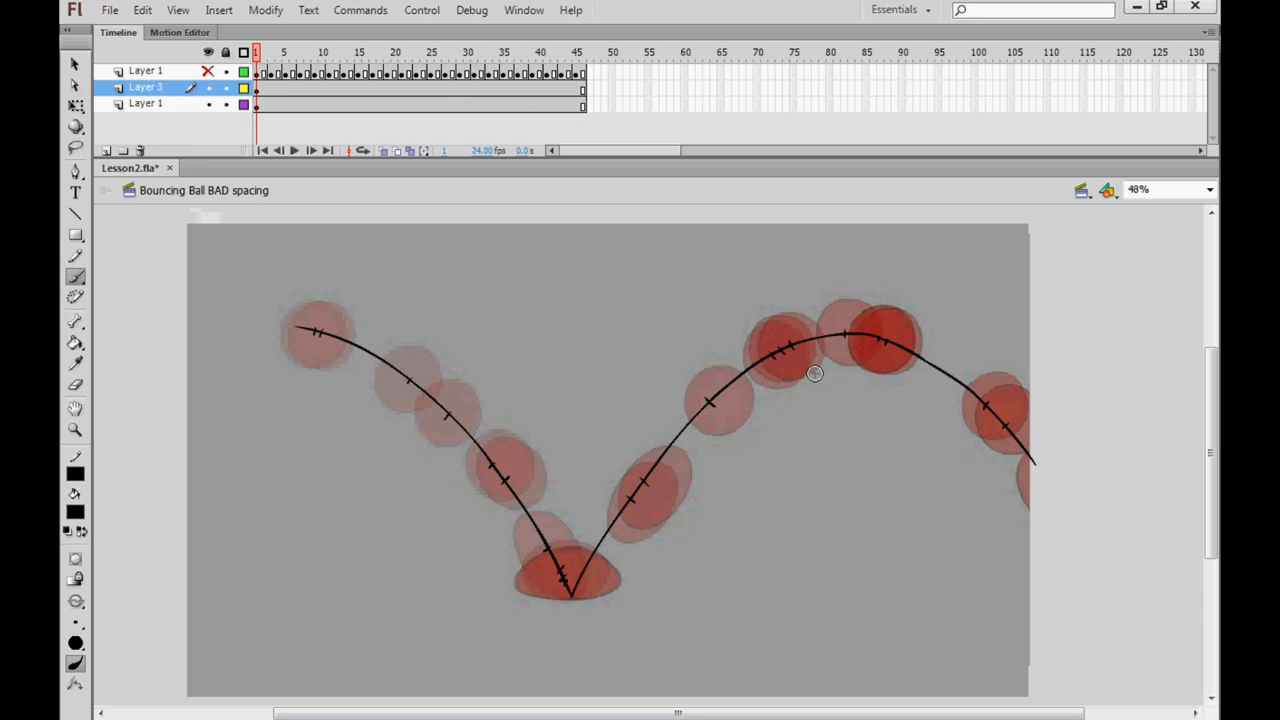 Fl File Edit View Insert Modify Text Commands Control Debug Window Help Essentials
Timeline Motion Editor
1 5 10 15 20 25 30 35 40 45 50 55 60 65 70 75 80 85 90 95 100 105 110 115 120 125 130
Layer 1
Layer 3
Layer 1
1 24.00 fps 0.0 s
Lesson2.fla*
Bouncing Ball BAD spacing 48%
T